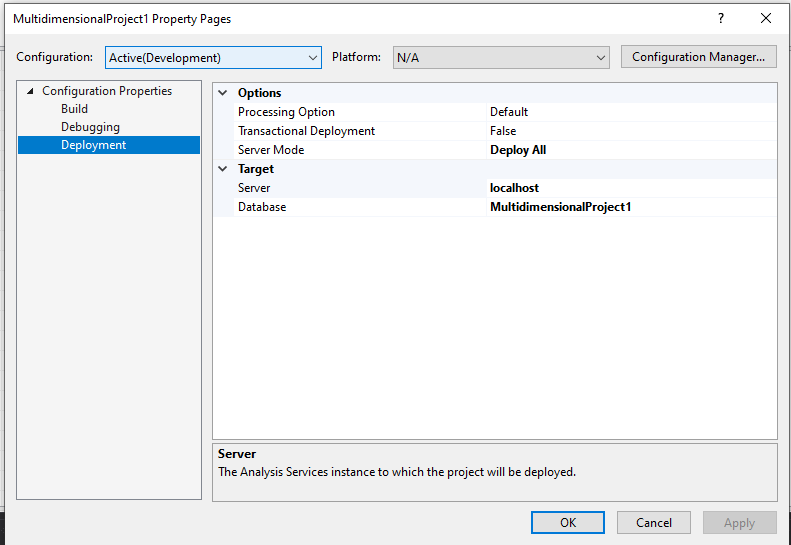 MultidimensionalProject1 Property Pages
?
Configuration: Active(Development) Platform: N/A Configuration Manager...
Configuration Properties
Build
Debugging
Deployment
Options
Processing Option Default
Transactional Deployment False
Server Mode Deploy All
Target
Server localhost
Database MultidimensionalProject1
Server
The Analysis Services instance to which the project will be deployed.
OK Cancel Apply